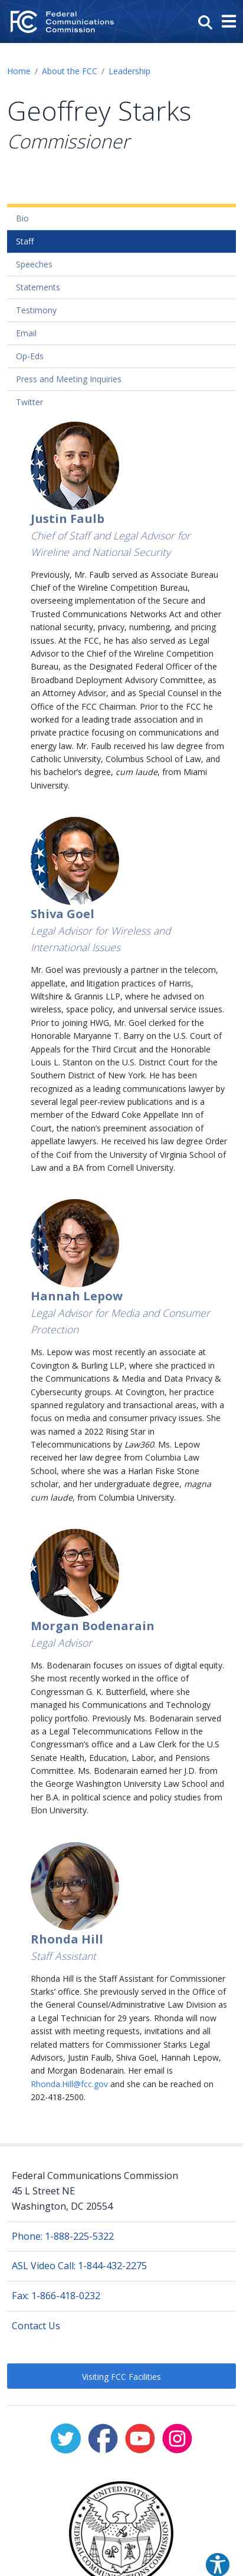 Federal
Communications
Commission
Home / About the FCC / Leadership
Geoffrey Starks
Commissioner
Bio
Staff
Speeches
Statements
Testimony
Email
Op-Eds
Press and Meeting Inquiries
Twitter
Justin Faulb
Chief of Staff and Legal Advisor for
Wireline and National Security
Previously, Mr. Faulb served as Associate Bureau
Chief of the Wireline Competition Bureau,
overseeing implementation of the Secure and
Trusted Communications Networks Act and other
national security, privacy, numbering, and pricing
issues. At the FCC, he has also served as Legal
Advisor to the Chief of the Wireline Competition
Bureau, as the Designated Federal Officer of the
Broadband Deployment Advisory Committee, as
an Attorney Advisor, and as Special Counsel in the
Office of the FCC Chairman. Prior to the FCC he
worked for a leading trade association and in
private practice focusing on communications and
energy law. Mr. Faulb received his law degree from
Catholic University, Columbus School of Law, and
his bachelor's degree, cum laude, from Miami
University.
Shiva Goel
Legal Advisor for Wireless and
International Issues
Mr. Goel was previously a partner in the telecom,
appellate, and litigation practices of Harris,
Wiltshire & Grannis LLP, where he advised on
wireless, space policy, and universal service issues.
Prior to joining HWG, Mr. Goel clerked for the
Honorable Maryanne T. Barry on the U.S. Court of
Appeals for the Third Circuit and the Honorable
Louis L. Stanton on the U.S. District Court for the
Southern District of New York. He has been
recognized as a leading communications lawyer by
several legal peer-review publications and is a
member of the Edward Coke Appellate Inn of
Court, the nation's preeminent association of
appellate lawyers. He received his law degree Order
of the Coif from the University of Virginia School of
Law and a BA from Cornell University.
Hannah Lepow
Legal Advisor for Media and Consumer
Protection
Ms. Lepow was most recently an associate at
Covington & Burling LLP, where she practiced in
the Communications & Media and Data Privacy &
Cybersecurity groups. At Covington, her practice
spanned regulatory and transactional areas, with a
focus on media and consumer privacy issues. She
was named a 2022 Rising Star in
Telecommunications by Law360. Ms. Lepow
received her law degree from Columbia Law
School, where she was a Harlan Fiske Stone
scholar, and her undergraduate degree, magna
cum laude, from Columbia University.
Morgan Bodenarain
Legal Advisor
Ms. Bodenarain focuses on issues of digital equity.
She most recently worked in the office of
Congressman G. K. Butterfield, where she
managed his Communications and Technology
policy portfolio. Previously Ms. Bodenarain served
as a Legal Telecommunications Fellow in the
Congressman's office and a Law Clerk for the U.S
Senate Health, Education, Labor, and Pensions
Committee. Ms. Bodenarain earned her J.D. from
the George Washington University Law School and
her B.A. in political science and policy studies from
Elon University.
Rhonda Hill
Staff Assistant
Rhonda Hill is the Staff Assistant for Commissioner
Starks' office. She previously served in the Office of
the General Counsel/Administrative Law Division as
a Legal Technician for 29 years. Rhonda will now
assist with meeting requests, invitations and all
related matters for Commissioner Starks Legal
Advisors, Justin Faulb, Shiva Goel, Hannah Lepow,
and Morgan Bodenarain. Her email is
Rhonda.Hill@fcc.gov and she can be reached on
202-418-2500.
Federal Communications Commission
45 L Street NE
Washington, DC 20554
Phone: 1-888-225-5322
ASL Video Call: 1-844-432-2275
Fax: 1-866-418-0232
Contact Us
Visiting FCC Facilities